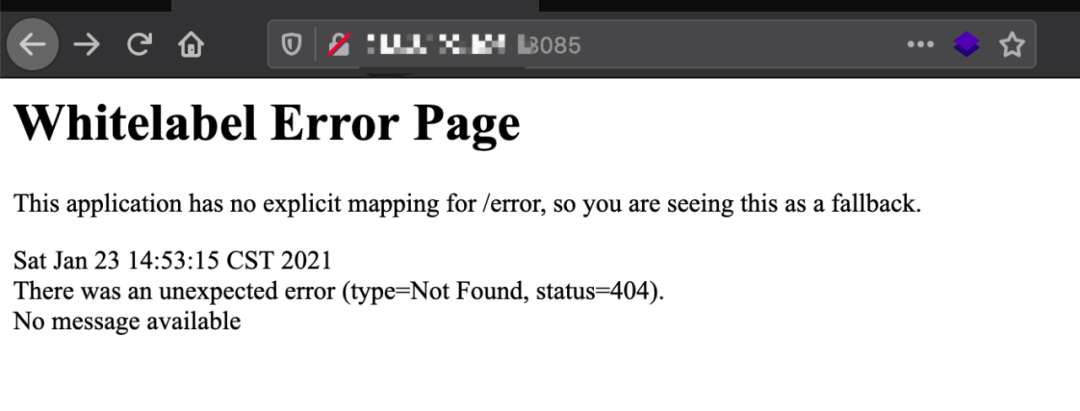 8085
Whitelabel Error Page
This application has no explicit mapping for /error, so you are seeing this as a fallback.
Sat Jan 23 14:53:15 CST 2021
There was an unexpected error (type=Not Found, status=404).
No message available